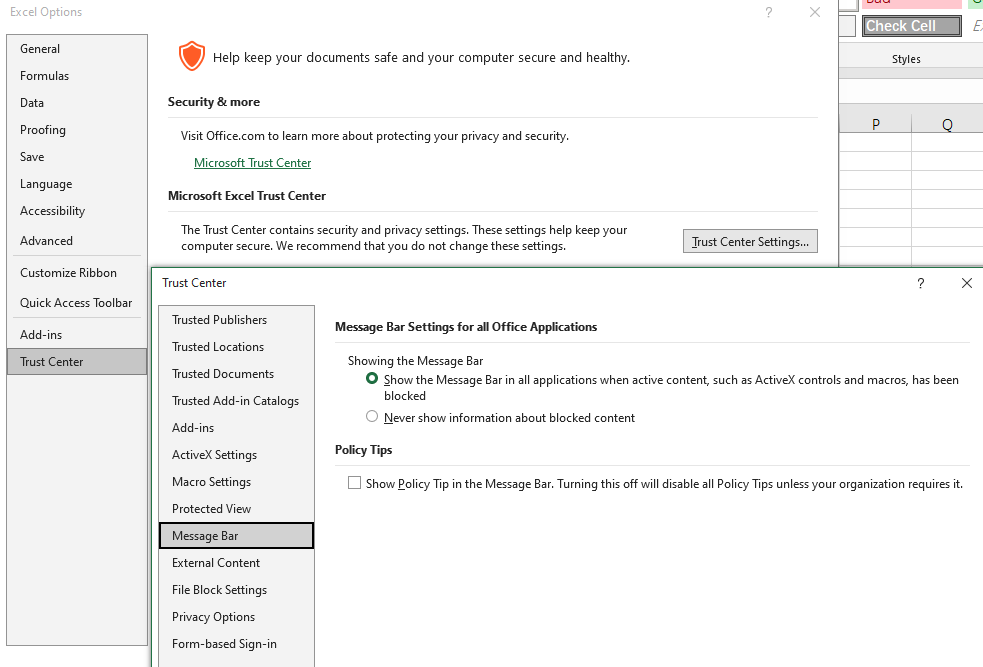 Excel Options
?
General
Formulas
Data
Proofing
Save
Language
Accessibility
Advanced
Customize Ribbon
Quick Access Toolbar
Add-ins
Trust Center
Help keep your documents safe and your computer secure and healthy.
Security & more
Visit Office.com to learn more about protecting your privacy and security.
Microsoft Trust Center
Microsoft Excel Trust Center
The Trust Center contains security and privacy settings. These settings help keep your
computer secure. We recommend that you do not change these settings.
Trust Center Settings...
Check Cell
Styles
P Q
Trust Center
?
Trusted Publishers
Trusted Locations
Trusted Documents
Trusted Add-in Catalogs
Add-ins
ActiveX Settings
Macro Settings
Protected View
Message Bar
External Content
File Block Settings
Privacy Options
Form-based Sign-in
Message Bar Settings for all Office Applications
Showing the Message Bar
Show the Message Bar in all applications when active content, such as ActiveX controls and macros, has been
blocked
Never show information about blocked content
Policy Tips
Show Policy Tip in the Message Bar. Turning this off will disable all Policy Tips unless your organization requires it.